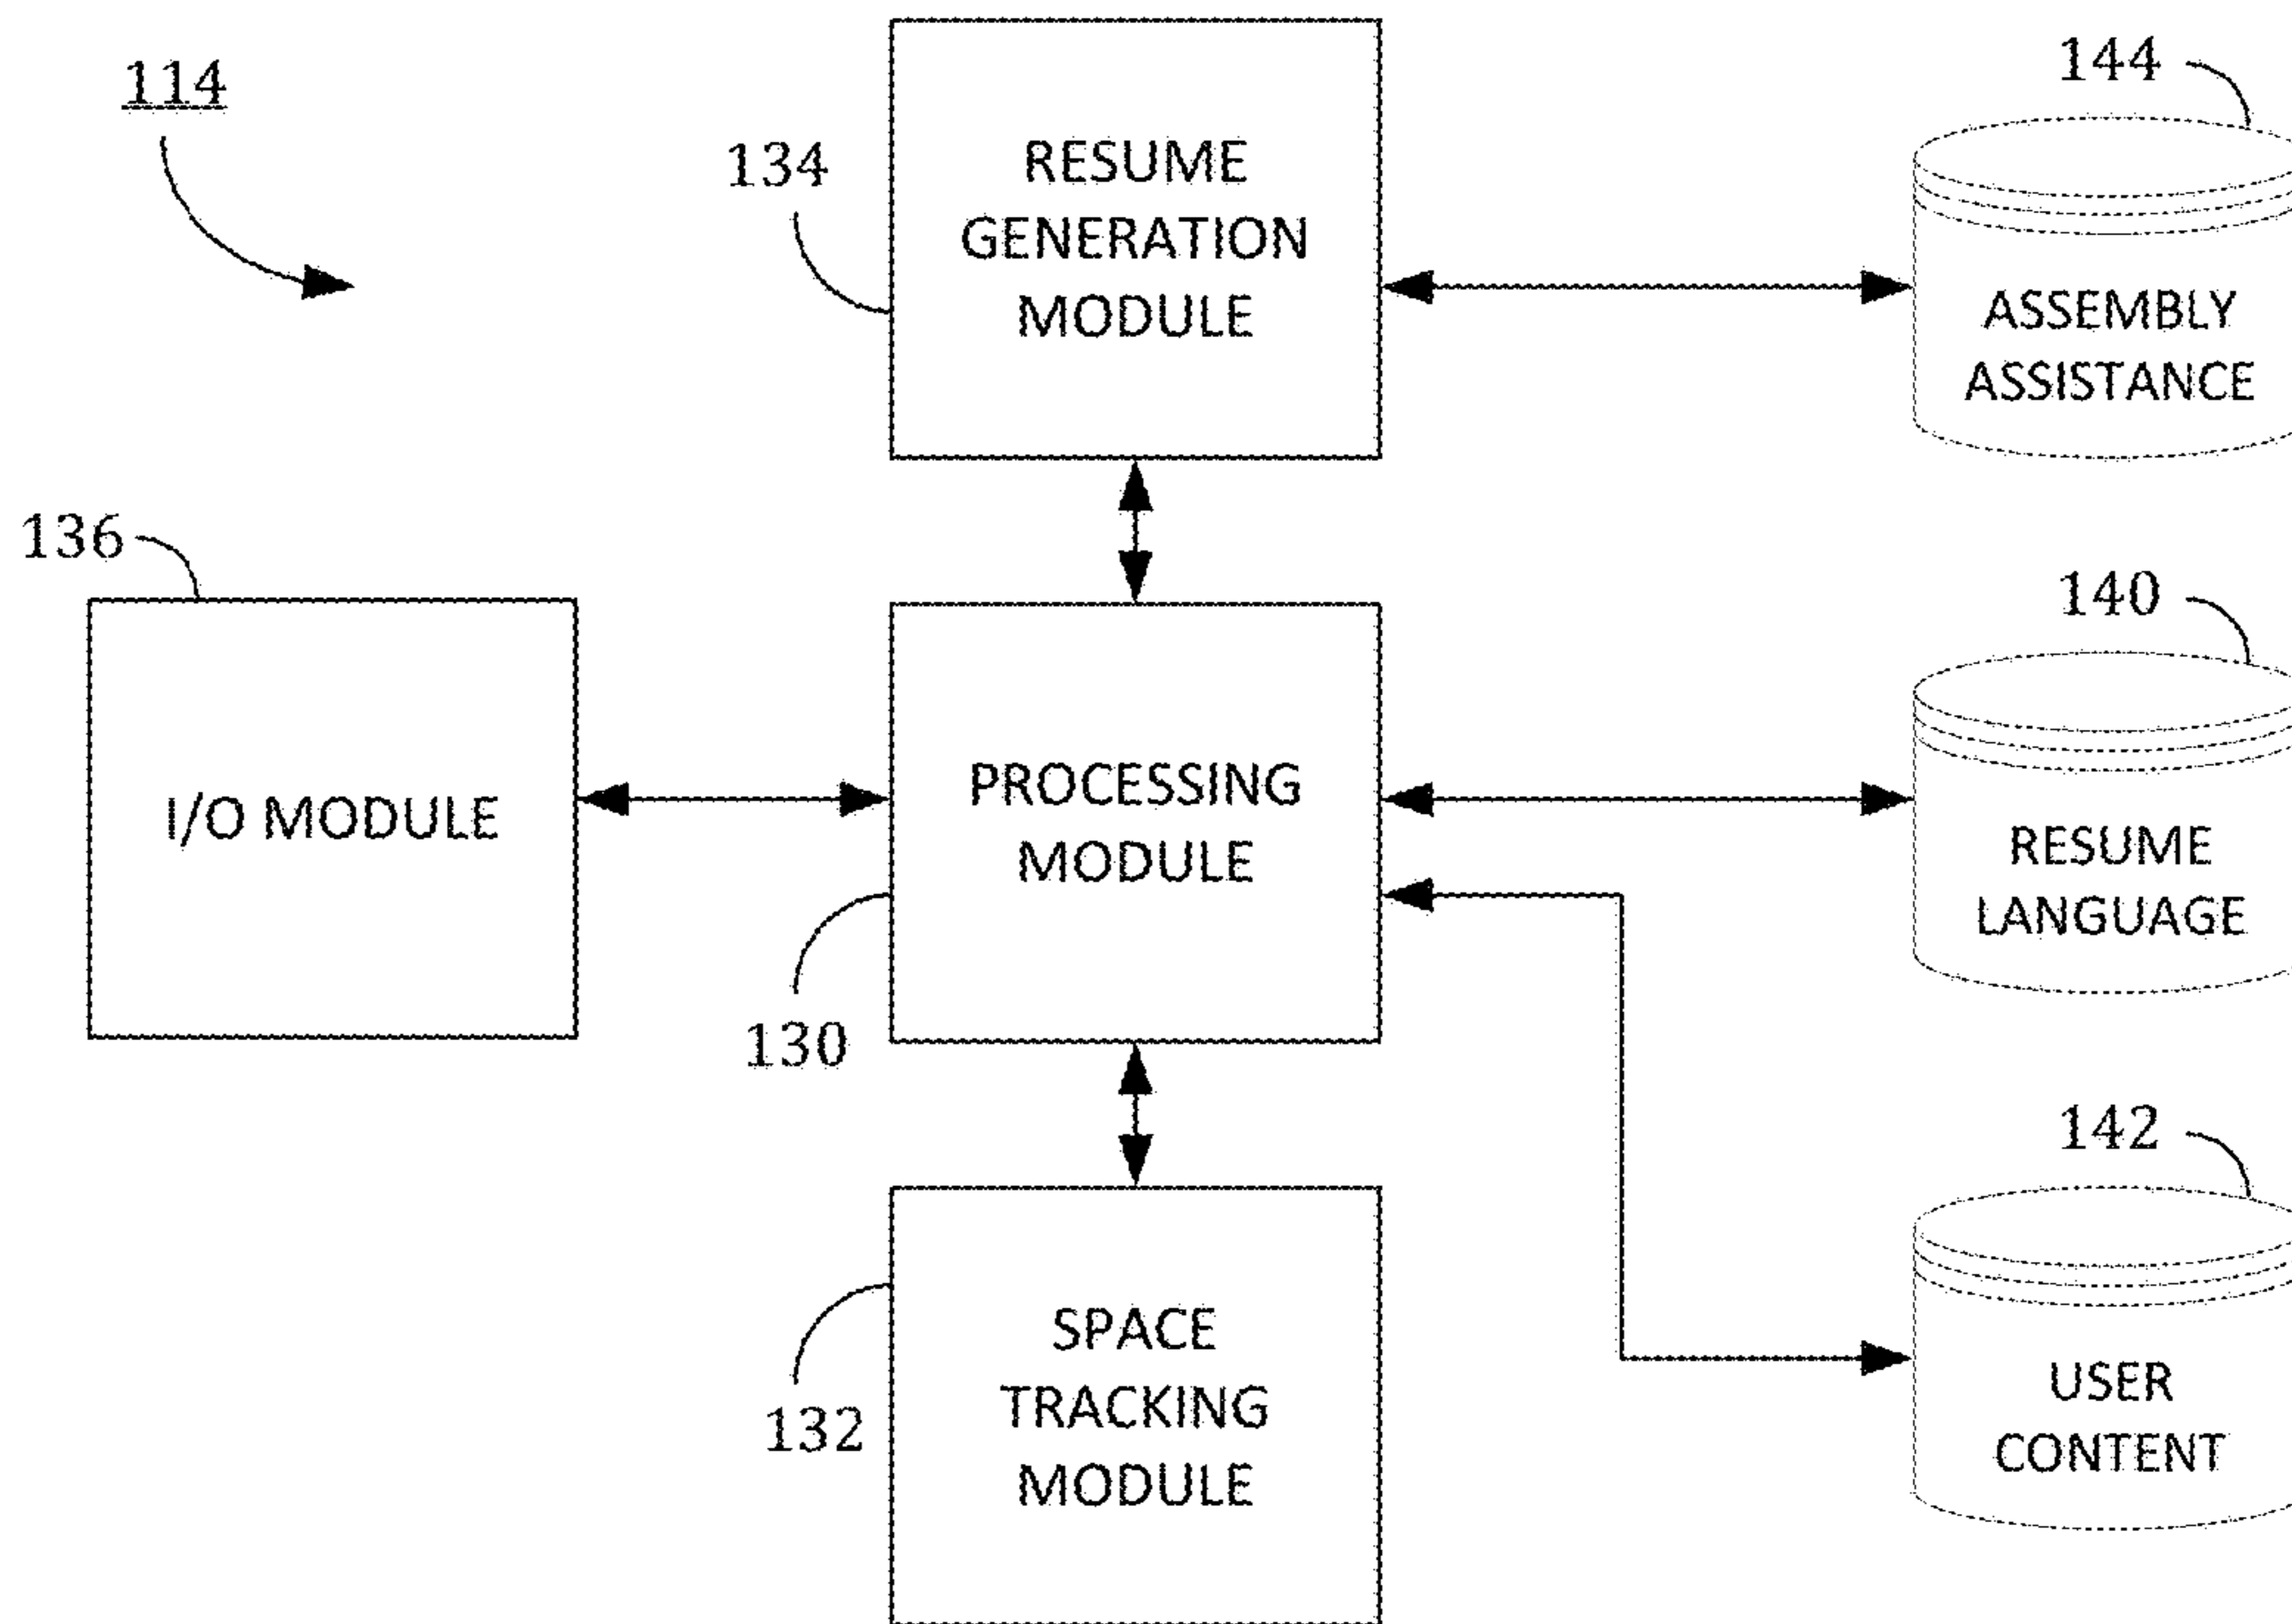 114
134
RESUME
GENERATION
MODULE
144
ASSEMBLY
ASSISTANCE
136
I/O MODULE
PROCESSING
MODULE
130
140
RESUME
LANGUAGE
132
SPACE
TRACKING
MODULE
142
USER
CONTENT